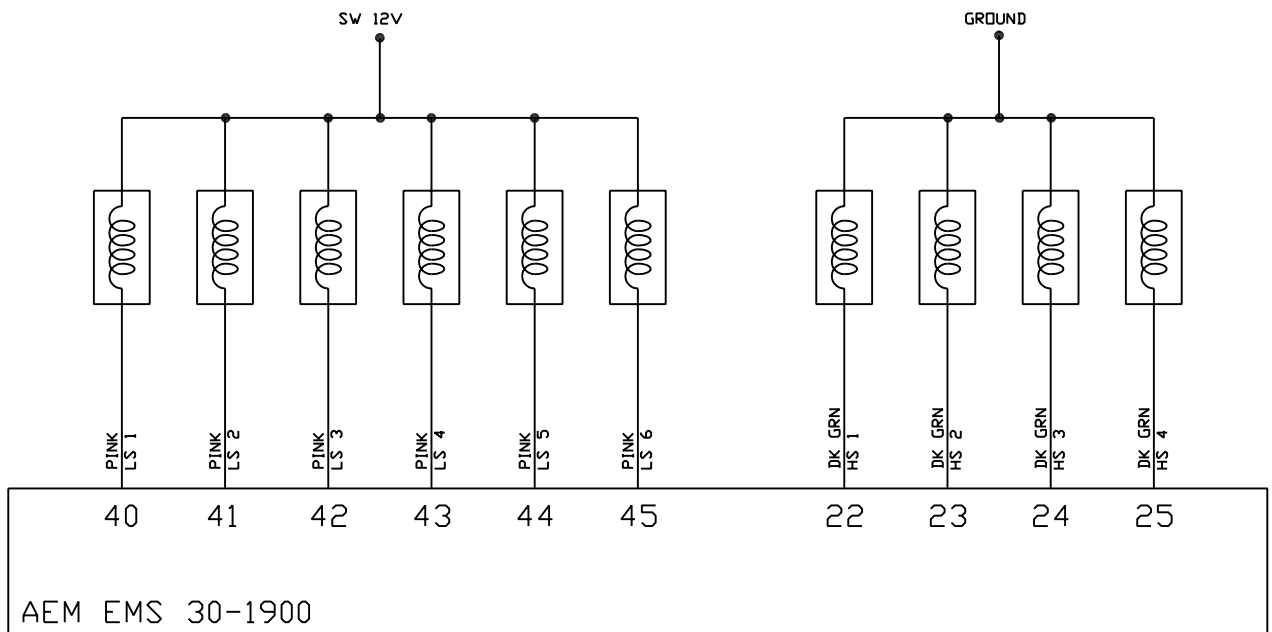 SW 12V
GROUND
PINK
LS 1
PINK
LS 2
PINK
LS 3
PINK
LS 4
PINK
LS 5
PINK
LS 6
DK GRN
HS 1
DK GRN
HS 2
DK GRN
HS 3
DK GRN
HS 4
40 41 42 43 44 45 22 23 24 25
AEM EMS 30-1900